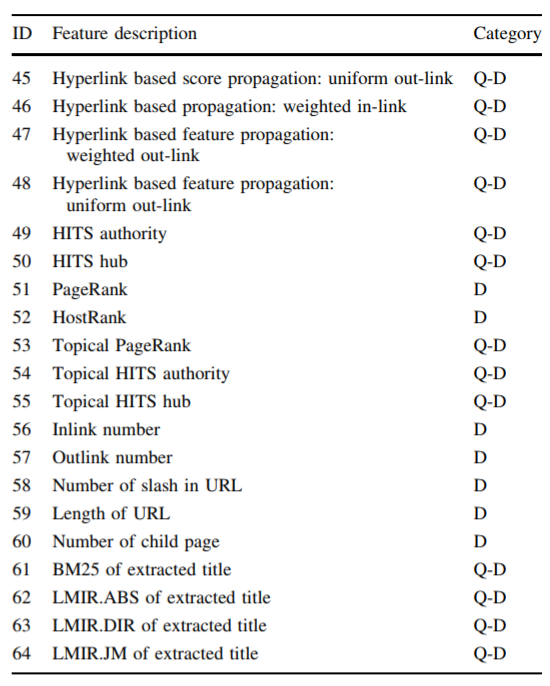 ID Feature description Category
45 Hyperlink based score propagation: uniform out-link Q-D
46 Hyperlink based propagation: weighted in-link Q-D
47 Hyperlink based feature propagation: Q-D
weighted out-link
48 Hyperlink based feature propagation: Q-D
uniform out-link
49 HITS authority Q-D
50 HITS hub Q-D
51 PageRank D
52 HostRank D
53 Topical PageRank Q-D
54 Topical HITS authority Q-D
55 Topical HITS hub Q-D
56 Inlink number D
57 Outlink number D
58 Number of slash in URL D
59 Length of URL D
60 Number of child page D
61 BM25 of extracted title Q-D
62 LMIR.ABS of extracted title Q-D
63 LMIR.DIR of extracted title Q-D
64 LMIR.JM of extracted title Q-D